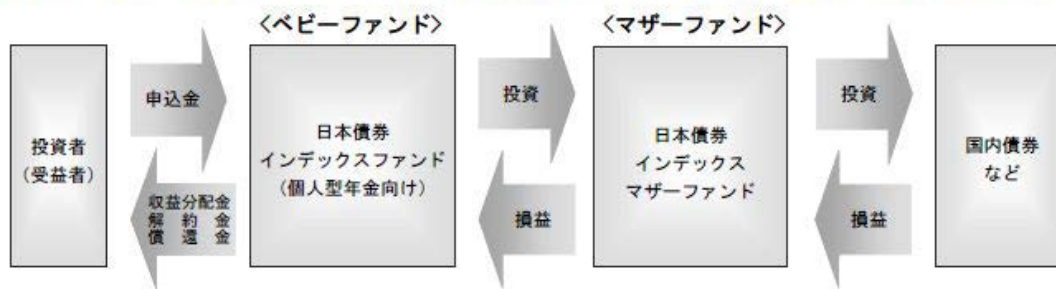 〈ベビーファンド〉
〈マザーファンド〉
投資者
（受益者）
申込金
収益分配金
解約金
償還金
日本債券
インデックスファンド
（個人型年金向け）
投資
損益
日本債券
インデックス
マザーファンド
投資
損益
国内債券
など